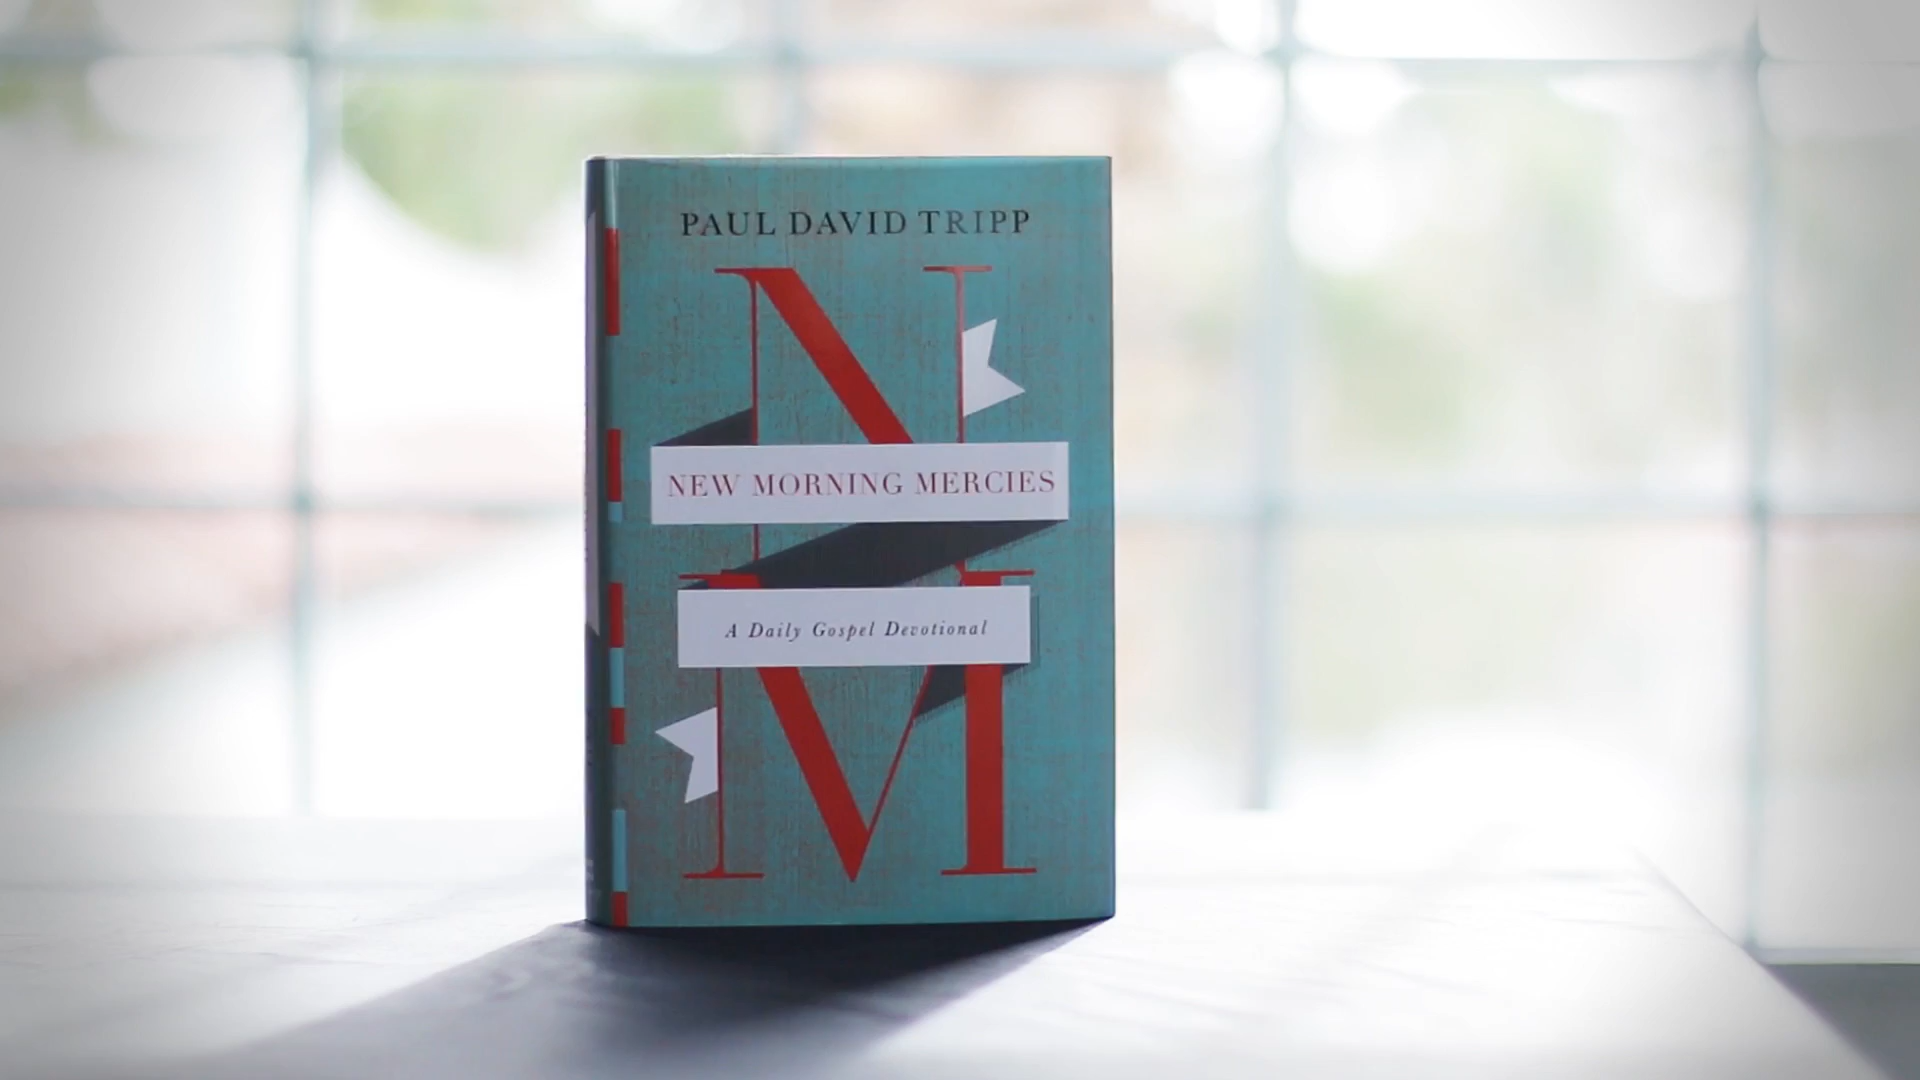 PAUL DAVID TRIPP
N
NEW MORNING MERCIES
A Daily Gospel Devotional
M